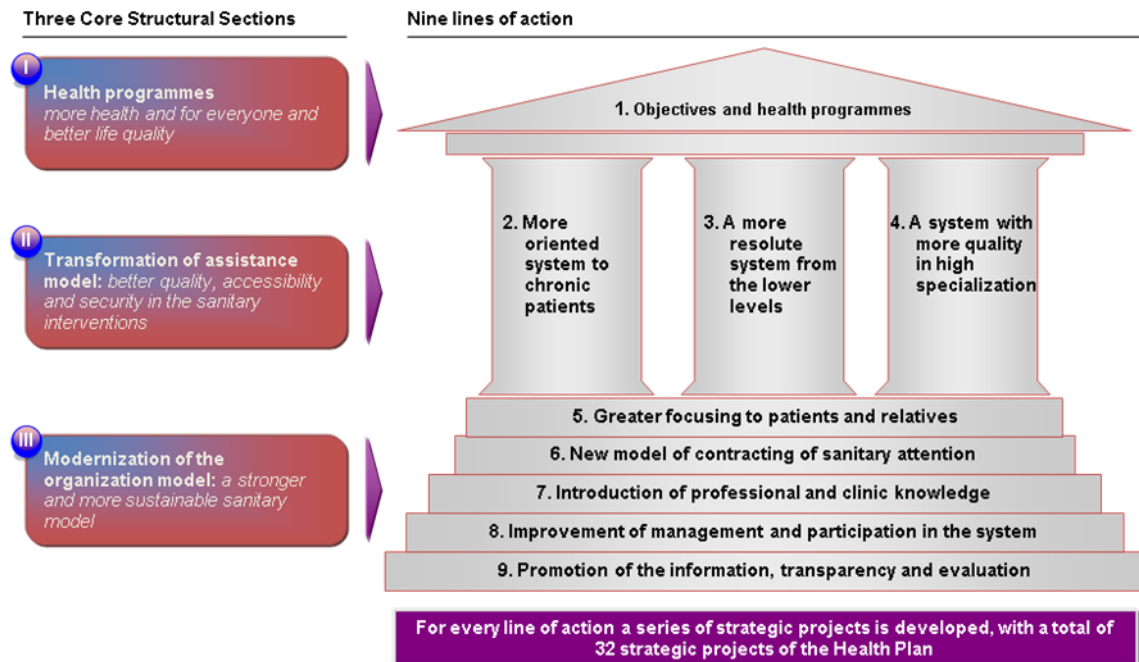 Three Core Structural Sections
Nine lines of action
I
Health programmes
more health and for everyone and
better life quality
II
Transformation of assistance
model: better quality, accessibility
and security in the sanitary
interventions
III
Modernization of the
organization model: a stronger
and more sustainable sanitary
model
1. Objectives and health programmes
2. More
oriented
system to
chronic
patients
3. A more
resolute
system from
the lower
levels
4. A system with
more quality
in high
specialization
5. Greater focusing to patients and relatives
6. New model of contracting of sanitary attention
7. Introduction of professional and clinic knowledge
8. Improvement of management and participation in the system
9. Promotion of the information, transparency and evaluation
For every line of action a series of strategic projects is developed, with a total of
32 strategic projects of the Health Plan